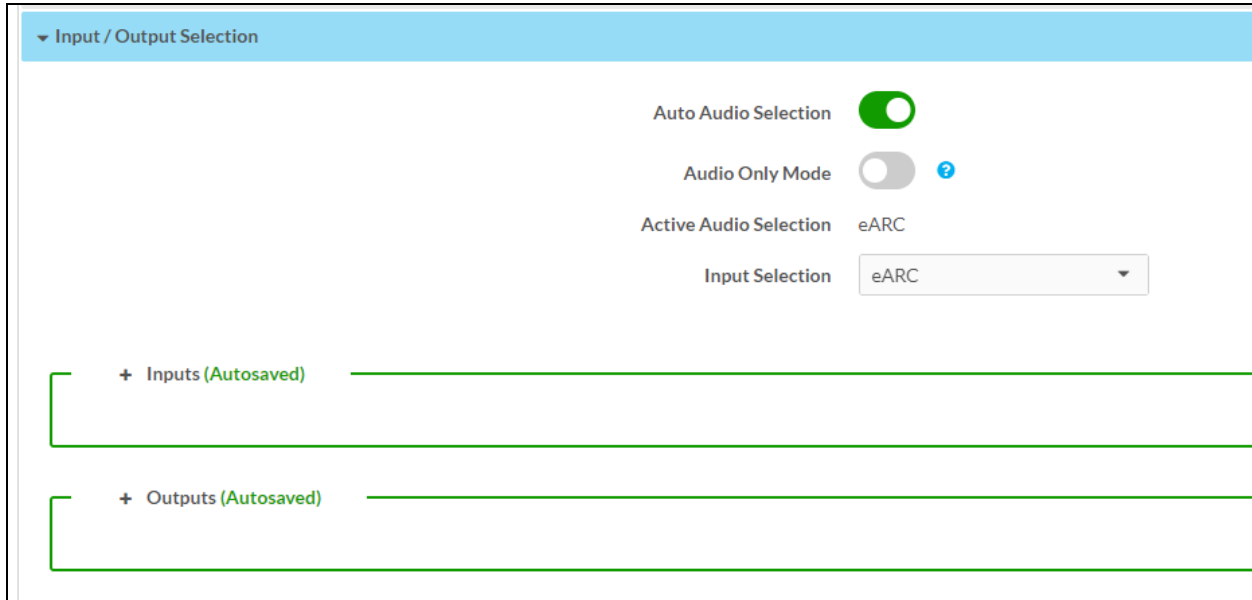 Input / Output Selection
Auto Audio Selection
Audio Only Mode ?
Active Audio Selection eARC
Input Selection eARC
+ Inputs (Autosaved)
+ Outputs (Autosaved)